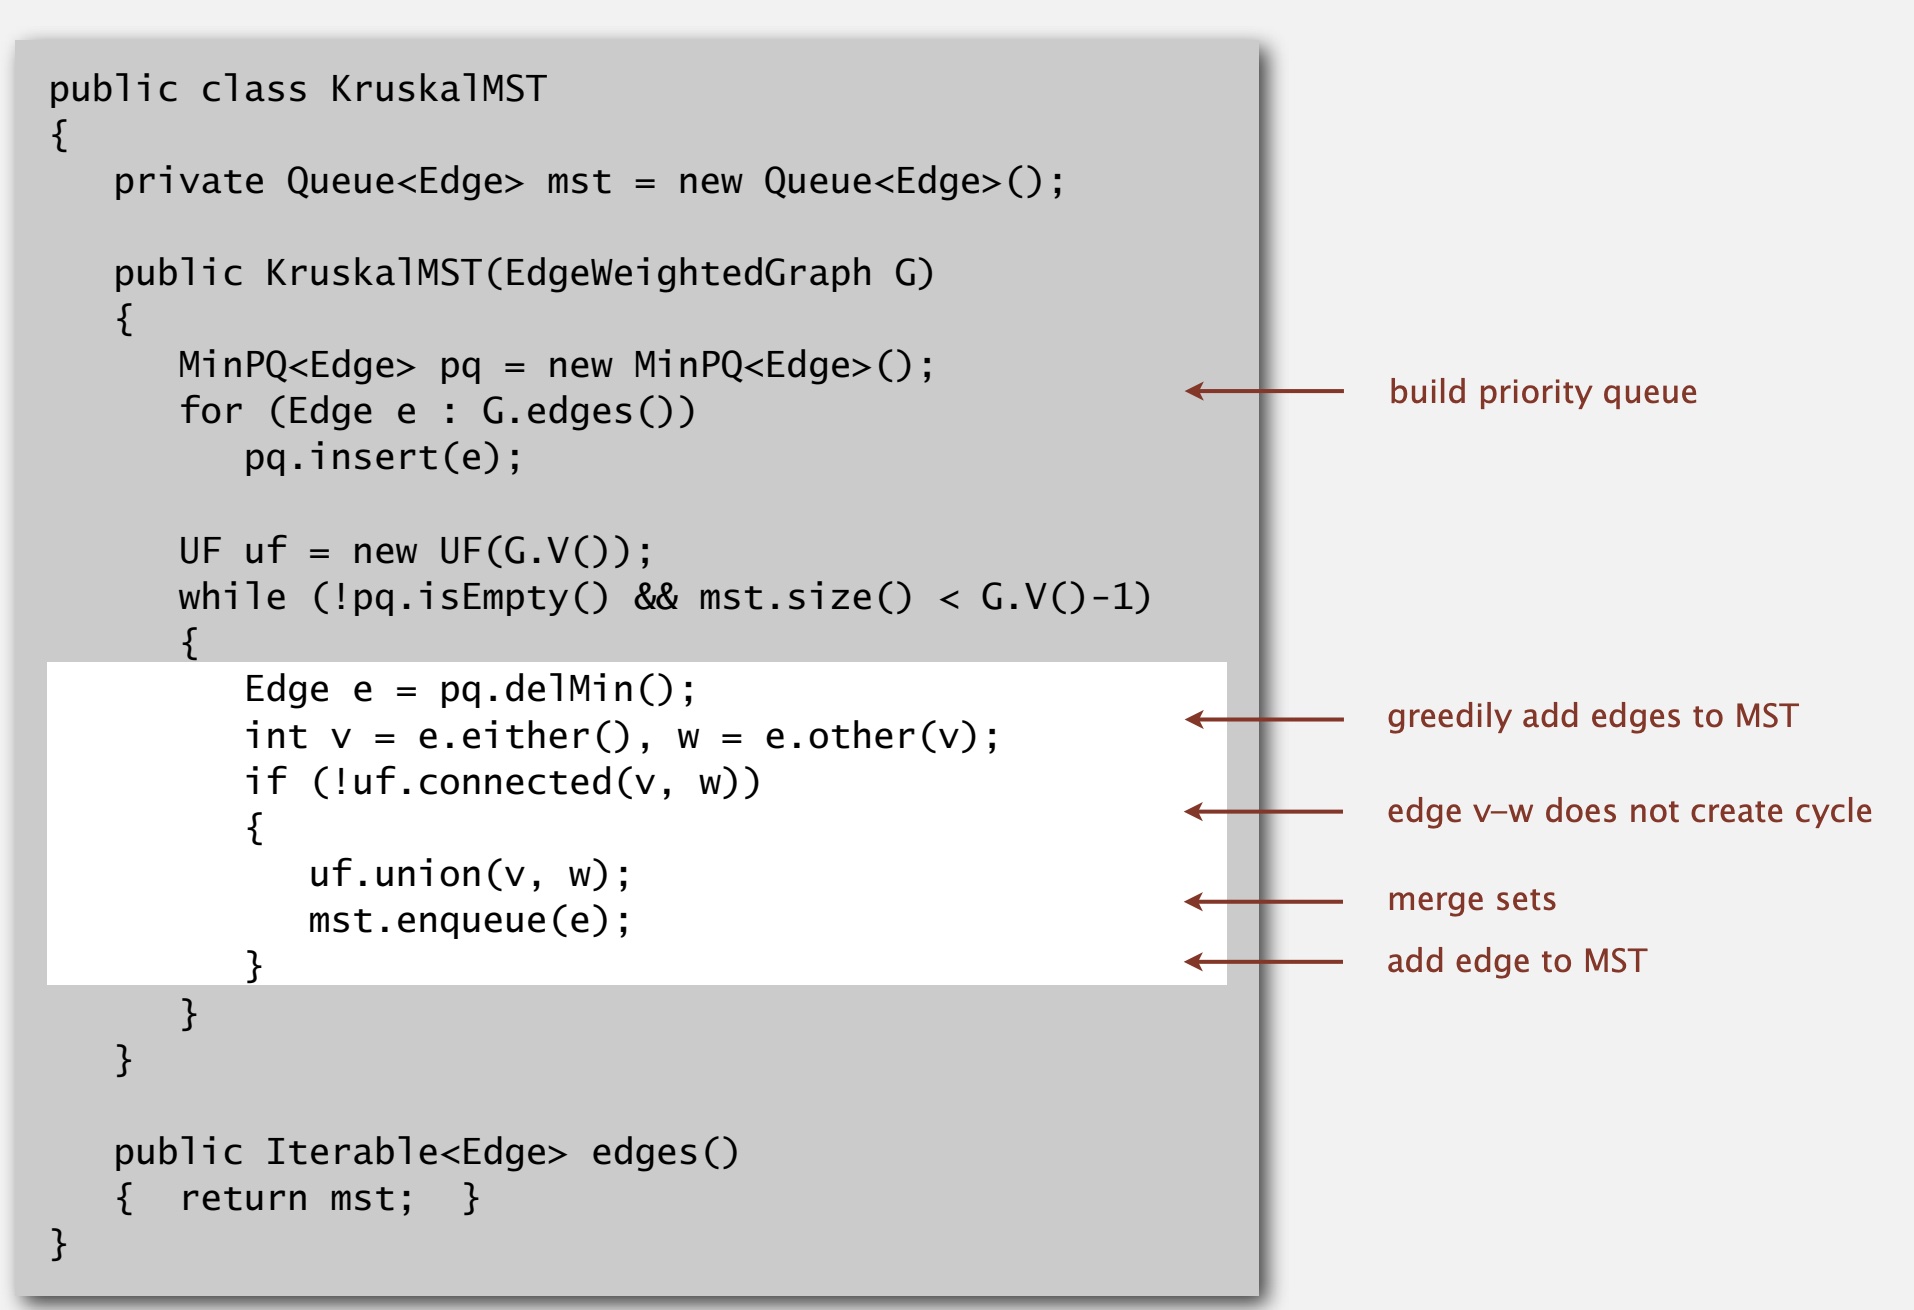 public class KruskalMST
{
   private Queue<Edge> mst = new Queue<Edge>();

   public KruskalMST(EdgeWeightedGraph G)
   {
      MinPQ<Edge> pq = new MinPQ<Edge>();
build priority queue
      for (Edge e : G.edges())
         pq.insert(e);

      UF uf = new UF(G.V());
      while (!pq.isEmpty() && mst.size() < G.V()-1)
      {
         Edge e = pq.delMin();
greedily add edges to MST
         int v = e.either(), w = e.other(v);
         if (!uf.connected(v, w))
edge v–w does not create cycle
         {
            uf.union(v, w);
merge sets
            mst.enqueue(e);
add edge to MST
         }
      }
   }

   public Iterable<Edge> edges()
   {  return mst;  }
}